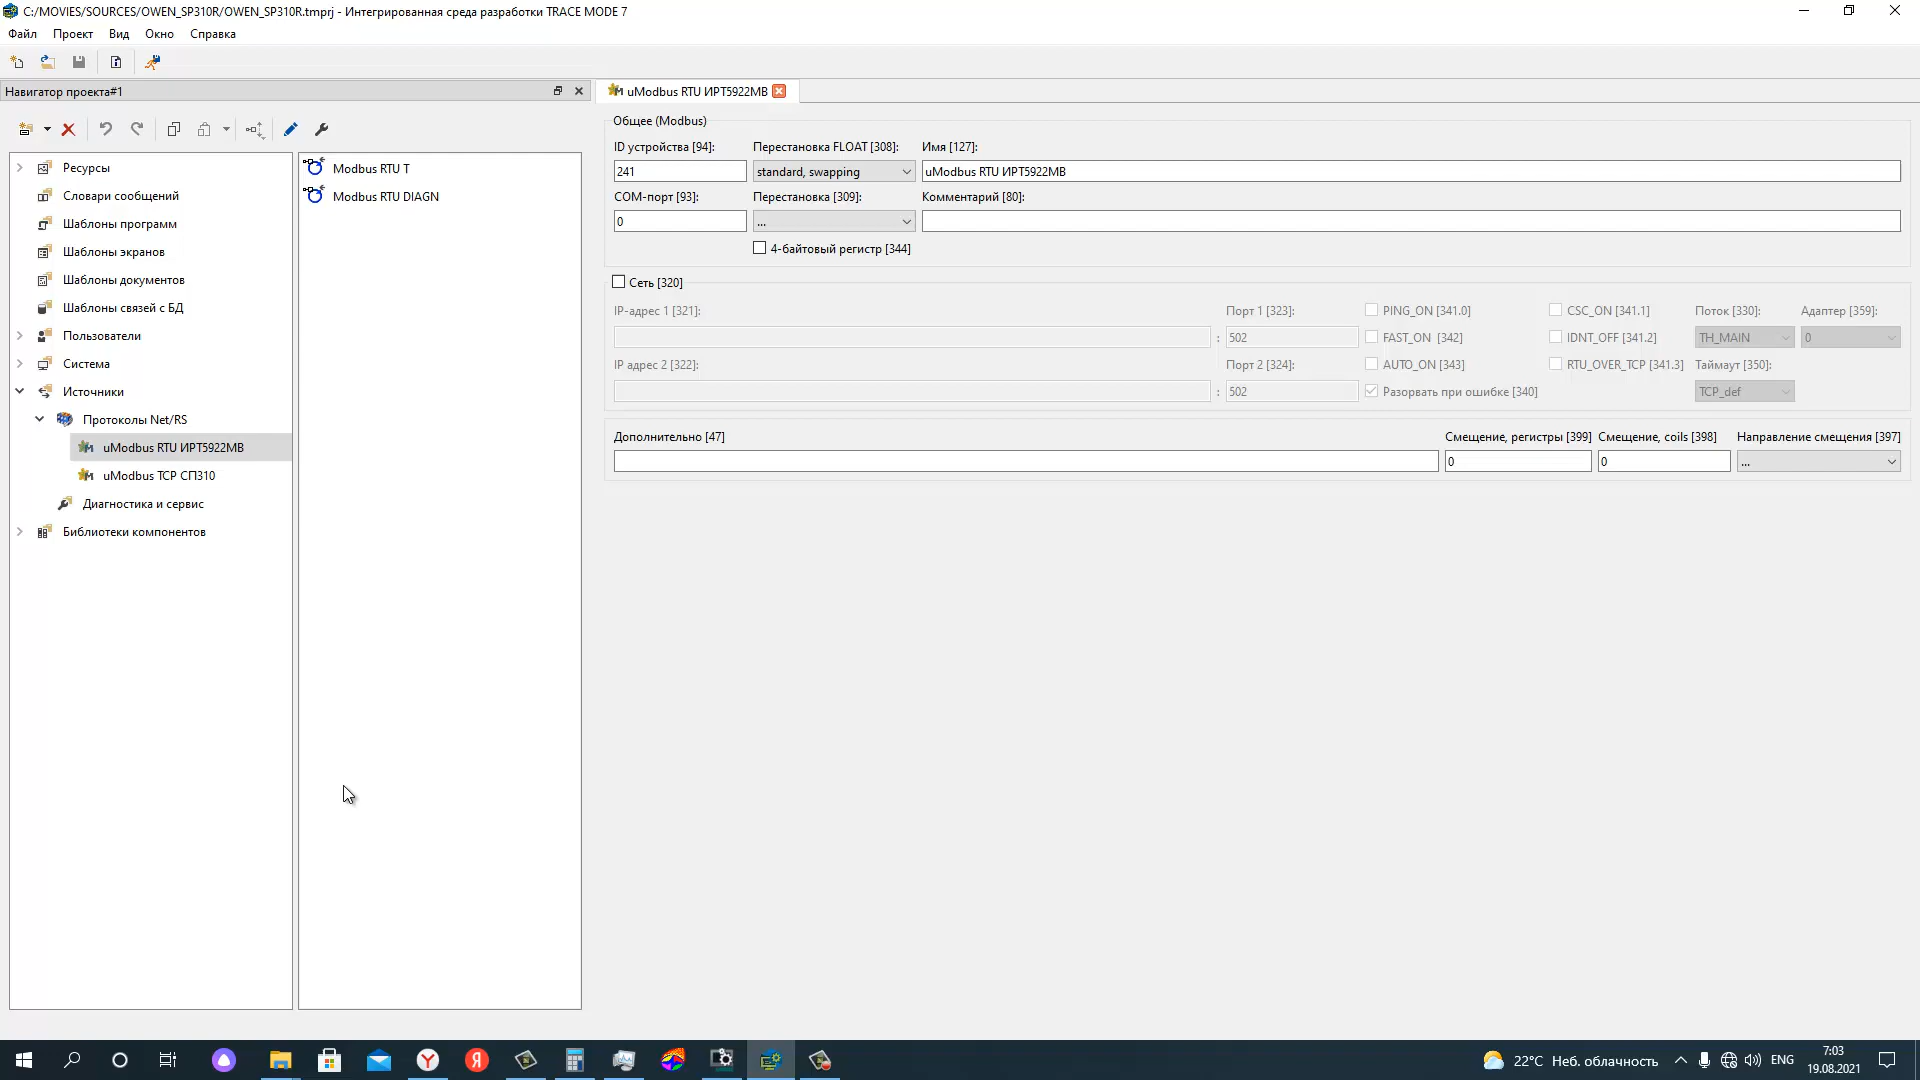 C:/MOVIES/SOURCES/OWEN_SP310R/OWEN_SP310R.tmprj - Интегрированная среда разработки TRACE MODE 7
Файл Проект Вид Окно Справка
Навигатор проекта#1
uModbus RTU ИРТ5922МВ
Ресурсы
Словари сообщений
Шаблоны программ
Шаблоны экранов
Шаблоны документов
Шаблоны связей с БД
Пользователи
Система
Источники
Протоколы Net/RS
uModbus RTU ИРТ5922МВ
uModbus TCP СП310
Диагностика и сервис
Библиотеки компонентов
Modbus RTU T
Modbus RTU DIAGN
Общее (Modbus)
ID устройства [94]: Перестановка FLOAT [308]: Имя [127]:
241 standard, swapping uModbus RTU ИРТ5922МВ
COM-порт [93]: Перестановка [309]: Комментарий [80]:
0 ...
4-байтовый регистр [344]
Сеть [320]
IP-адрес 1 [321]: Порт 1 [323]: PING_ON [341.0] CSC_ON [341.1] Поток [330]: Адаптер [359]:
: 502 FAST_ON [342] IDNT_OFF [341.2] TH_MAIN 0
IP адрес 2 [322]: Порт 2 [324]: AUTO_ON [343] RTU_OVER_TCP [341.3] Таймаут [350]:
: 502 Разорвать при ошибке [340] TCP_def
Дополнительно [47] Смещение, регистры [399] Смещение, coils [398] Направление смещения [397]
0 0 ...
22°C Неб. облачность ENG 7:03
19.08.2021